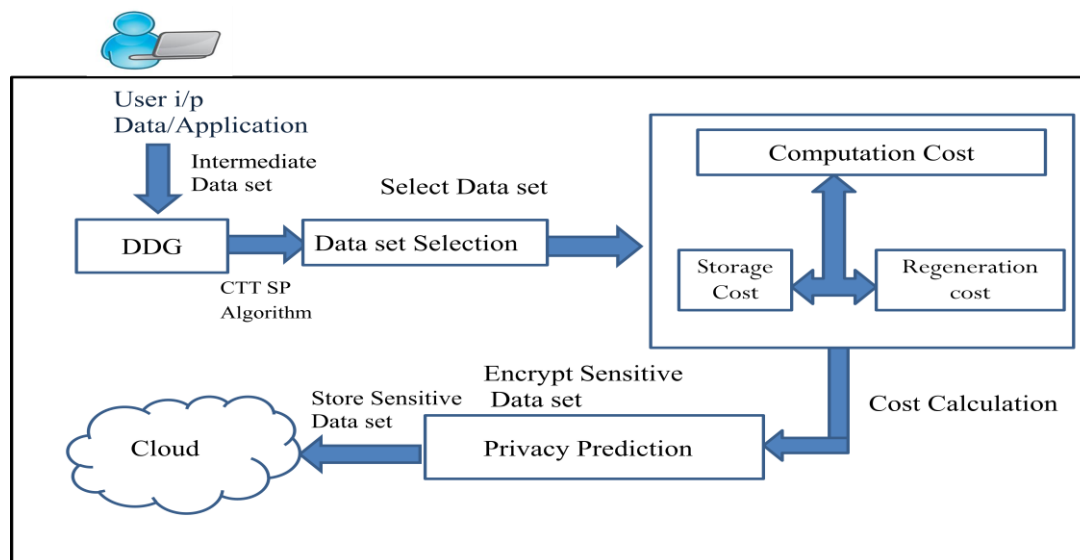 User i/p
Data/Application
Intermediate
Data set
DDG
CTT SP
Algorithm
Select Data set
Data set Selection
Computation Cost
Storage
Cost
Regeneration
cost
Cost Calculation
Encrypt Sensitive
Data set
Privacy Prediction
Store Sensitive
Data set
Cloud